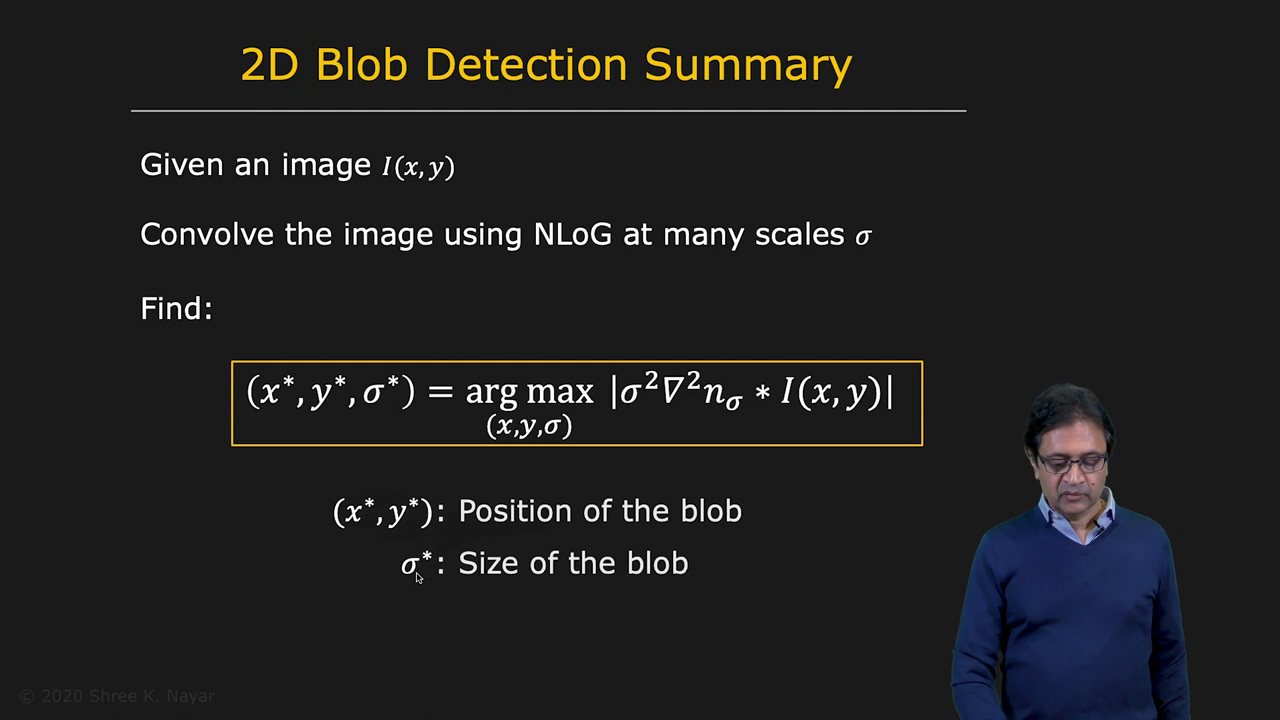 2D Blob Detection Summary
Given an image I(x, y)
Convolve the image using NLoG at many scales σ
Find:
(x*, y*, σ*) = arg max |σ²∇²n_σ * I(x, y)|
(x,y,σ)
(x*, y*): Position of the blob
σ*: Size of the blob
© 2020 Shree K. Nayar